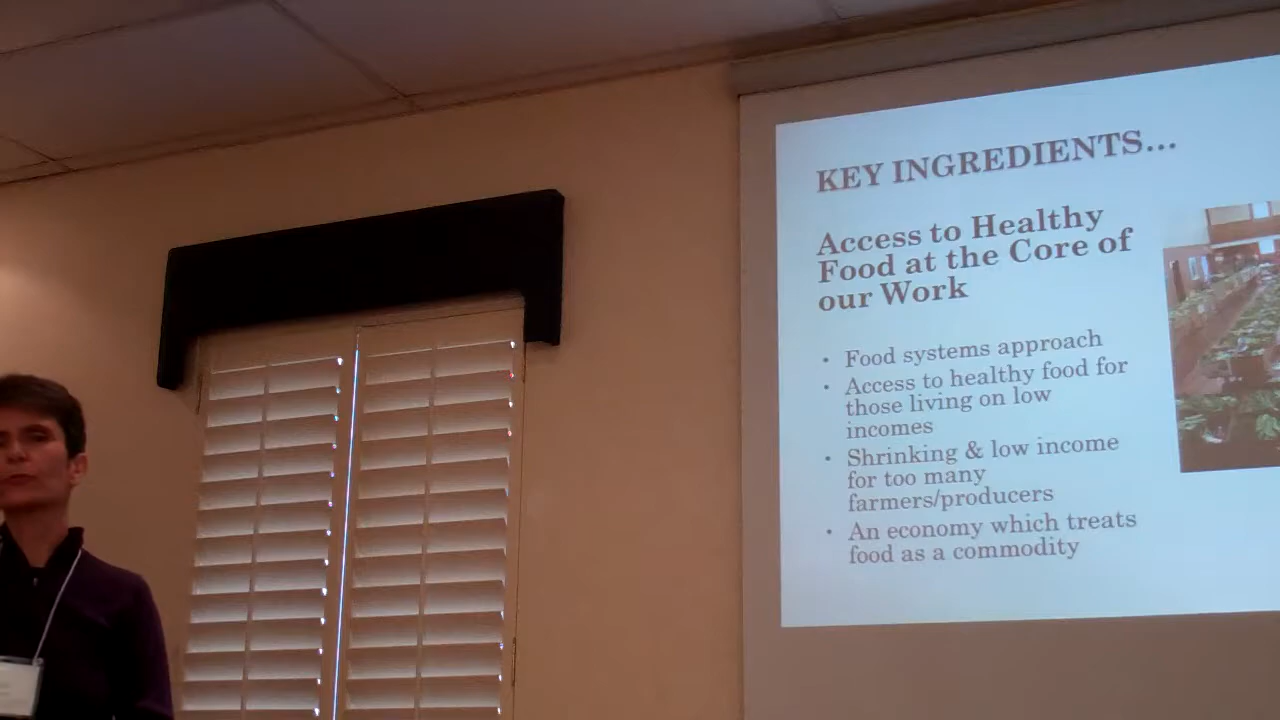 KEY INGREDIENTS...
Access to Healthy
Food at the Core of
our Work
• Food systems approach
• Access to healthy food for
those living on low
incomes
• Shrinking & low income
for too many
farmers/producers
• An economy which treats
food as a commodity